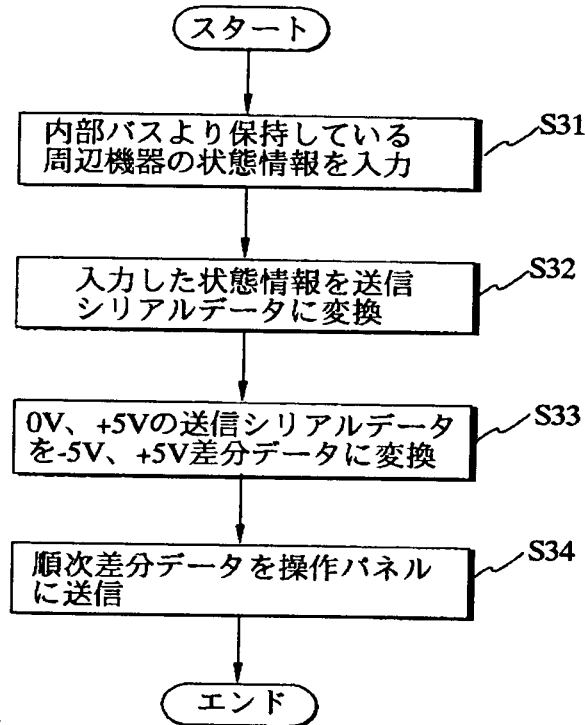 スタート
内部バスより保持している
周辺機器の状態情報を入力
S31
入力した状態情報を送信
シリアルデータに変換
S32
0V、+5Vの送信シリアルデータ
を-5V、+5V差分データに変換
S33
順次差分データを操作パネル
に送信
S34
エンド